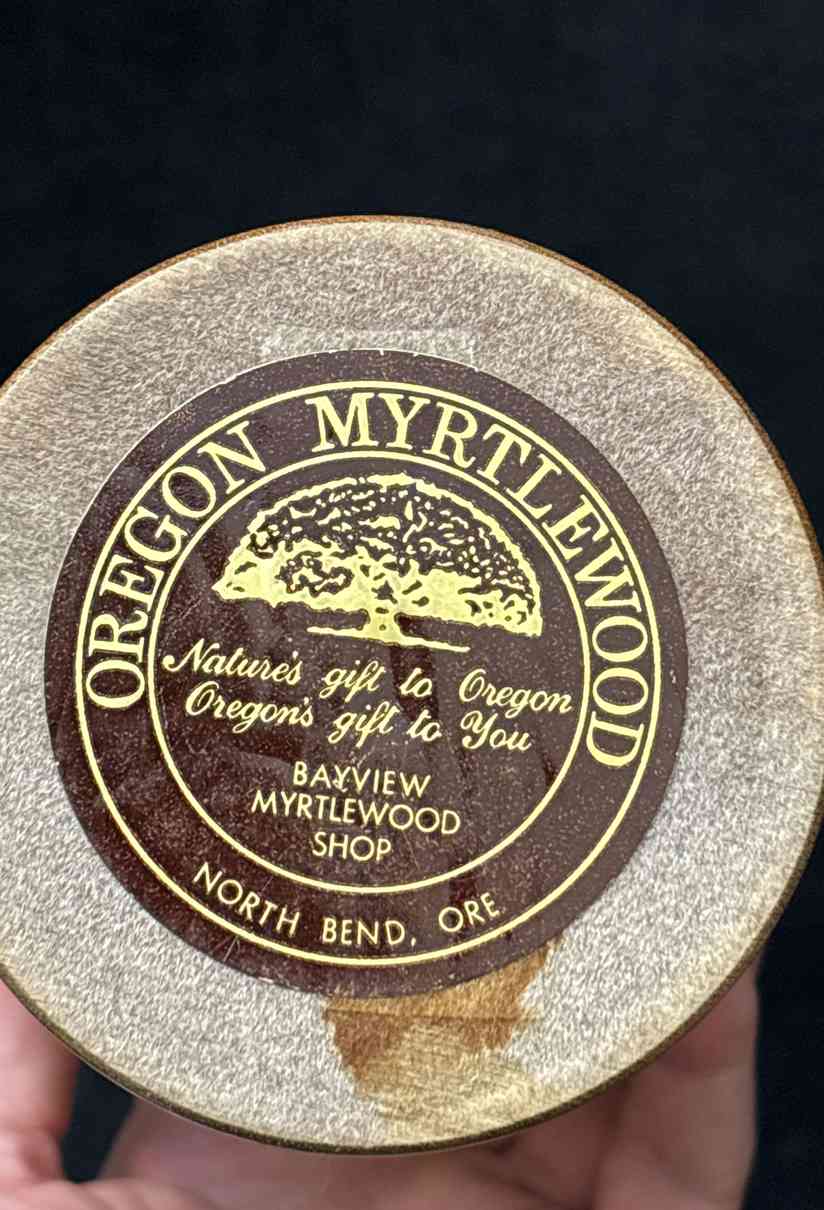 OREGON MYRTLEWOOD
Nature's gift to Oregon
Oregon's gift to You
BAYVIEW
MYRTLEWOOD
SHOP
NORTH BEND, ORE.